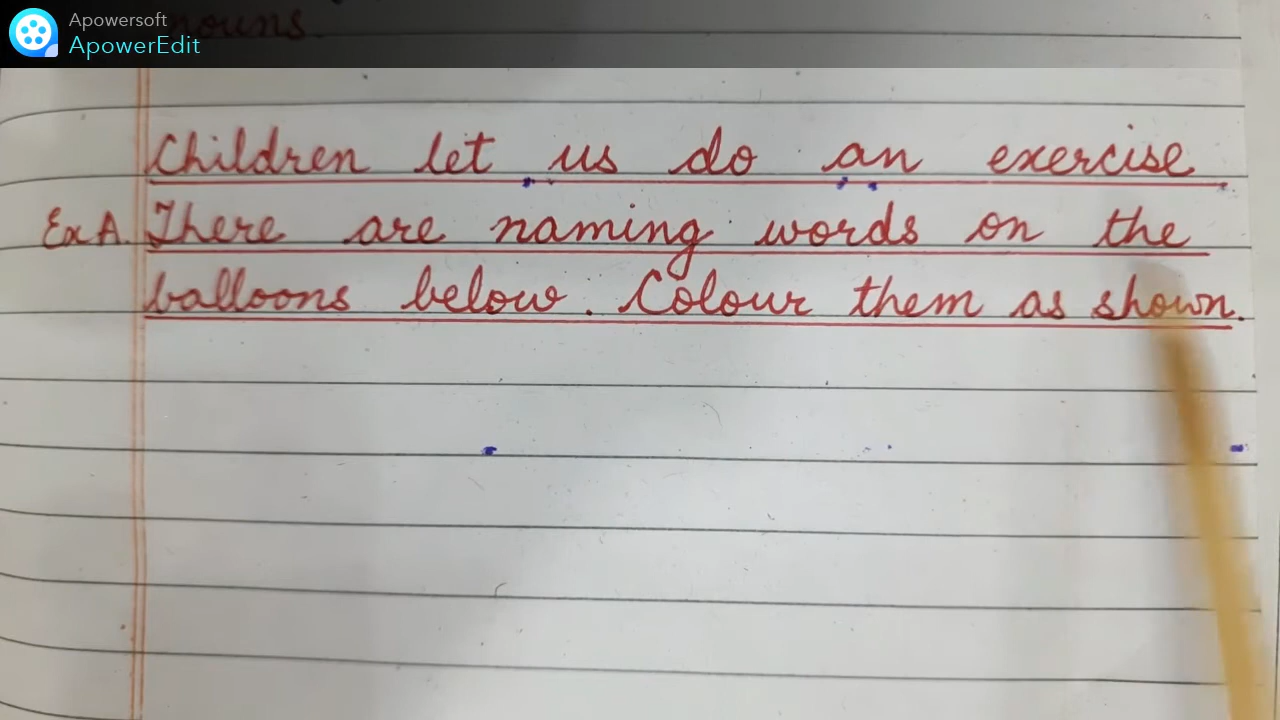 Apowersoft
ApowerEdit
nouns.
Children let us do an exercise
Ex A. There are naming words on the
balloons below. Colour them as shown.